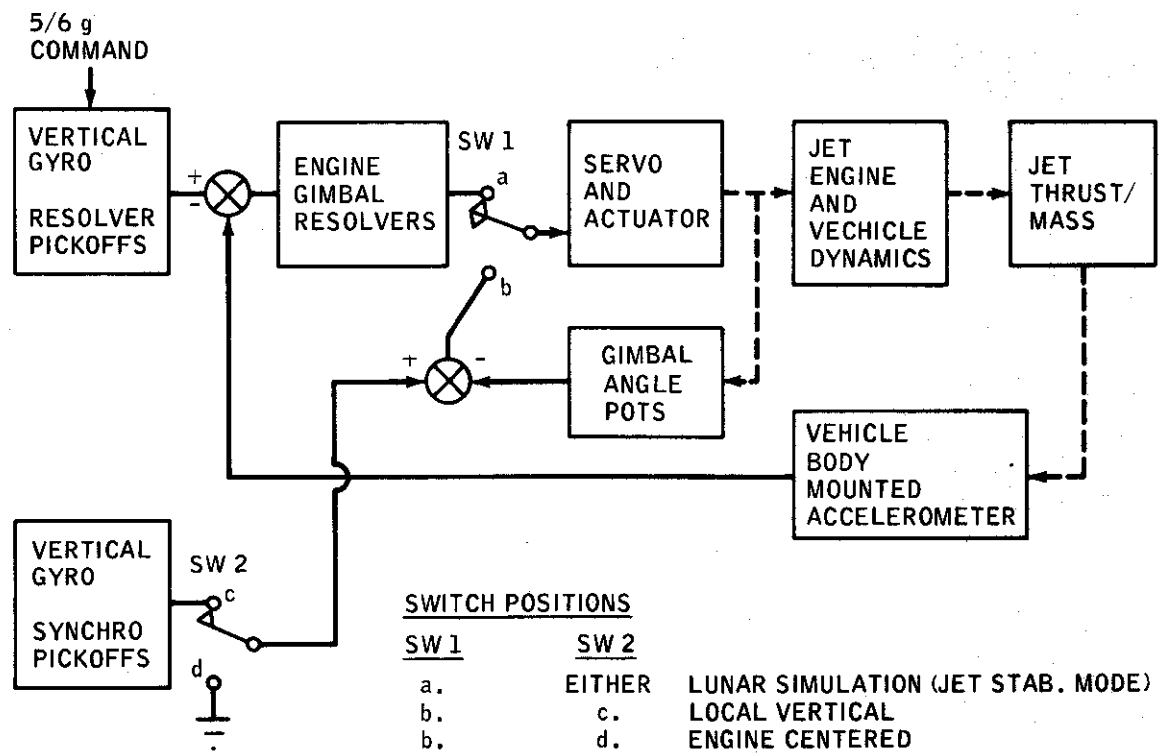 5/6 g
COMMAND
VERTICAL
GYRO
RESOLVER
PICKOFFS
+
-
ENGINE
GIMBAL
RESOLVERS
SW 1
a
b
SERVO
AND
ACTUATOR
JET
ENGINE
AND
VECHICLE
DYNAMICS
JET
THRUST/
MASS
+
-
GIMBAL
ANGLE
POTS
VEHICLE
BODY
MOUNTED
ACCELEROMETER
VERTICAL
GYRO
SYNCHRO
PICKOFFS
SW 2
c
d
SWITCH POSITIONS
SW 1 SW 2
a. EITHER LUNAR SIMULATION (JET STAB. MODE)
b. c. LOCAL VERTICAL
b. d. ENGINE CENTERED